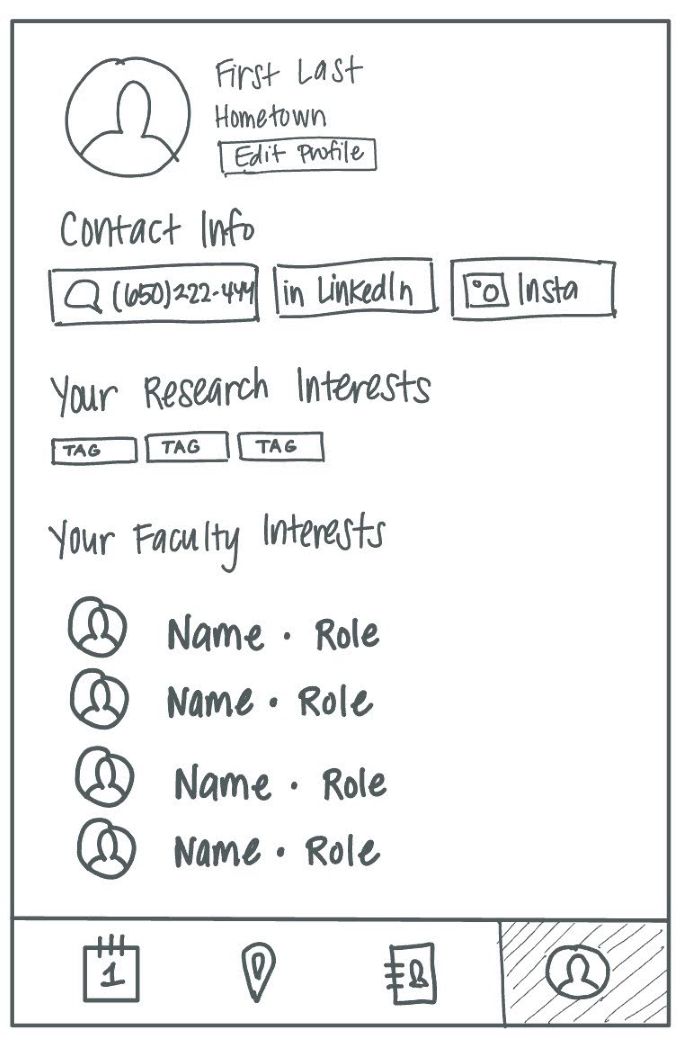 First Last
Hometown
Edit Profile
Contact Info
(650)222-444 in LinkedIn Insta
Your Research Interests
TAG TAG TAG
Your Faculty Interests
Name · Role
Name · Role
Name · Role
Name · Role
1